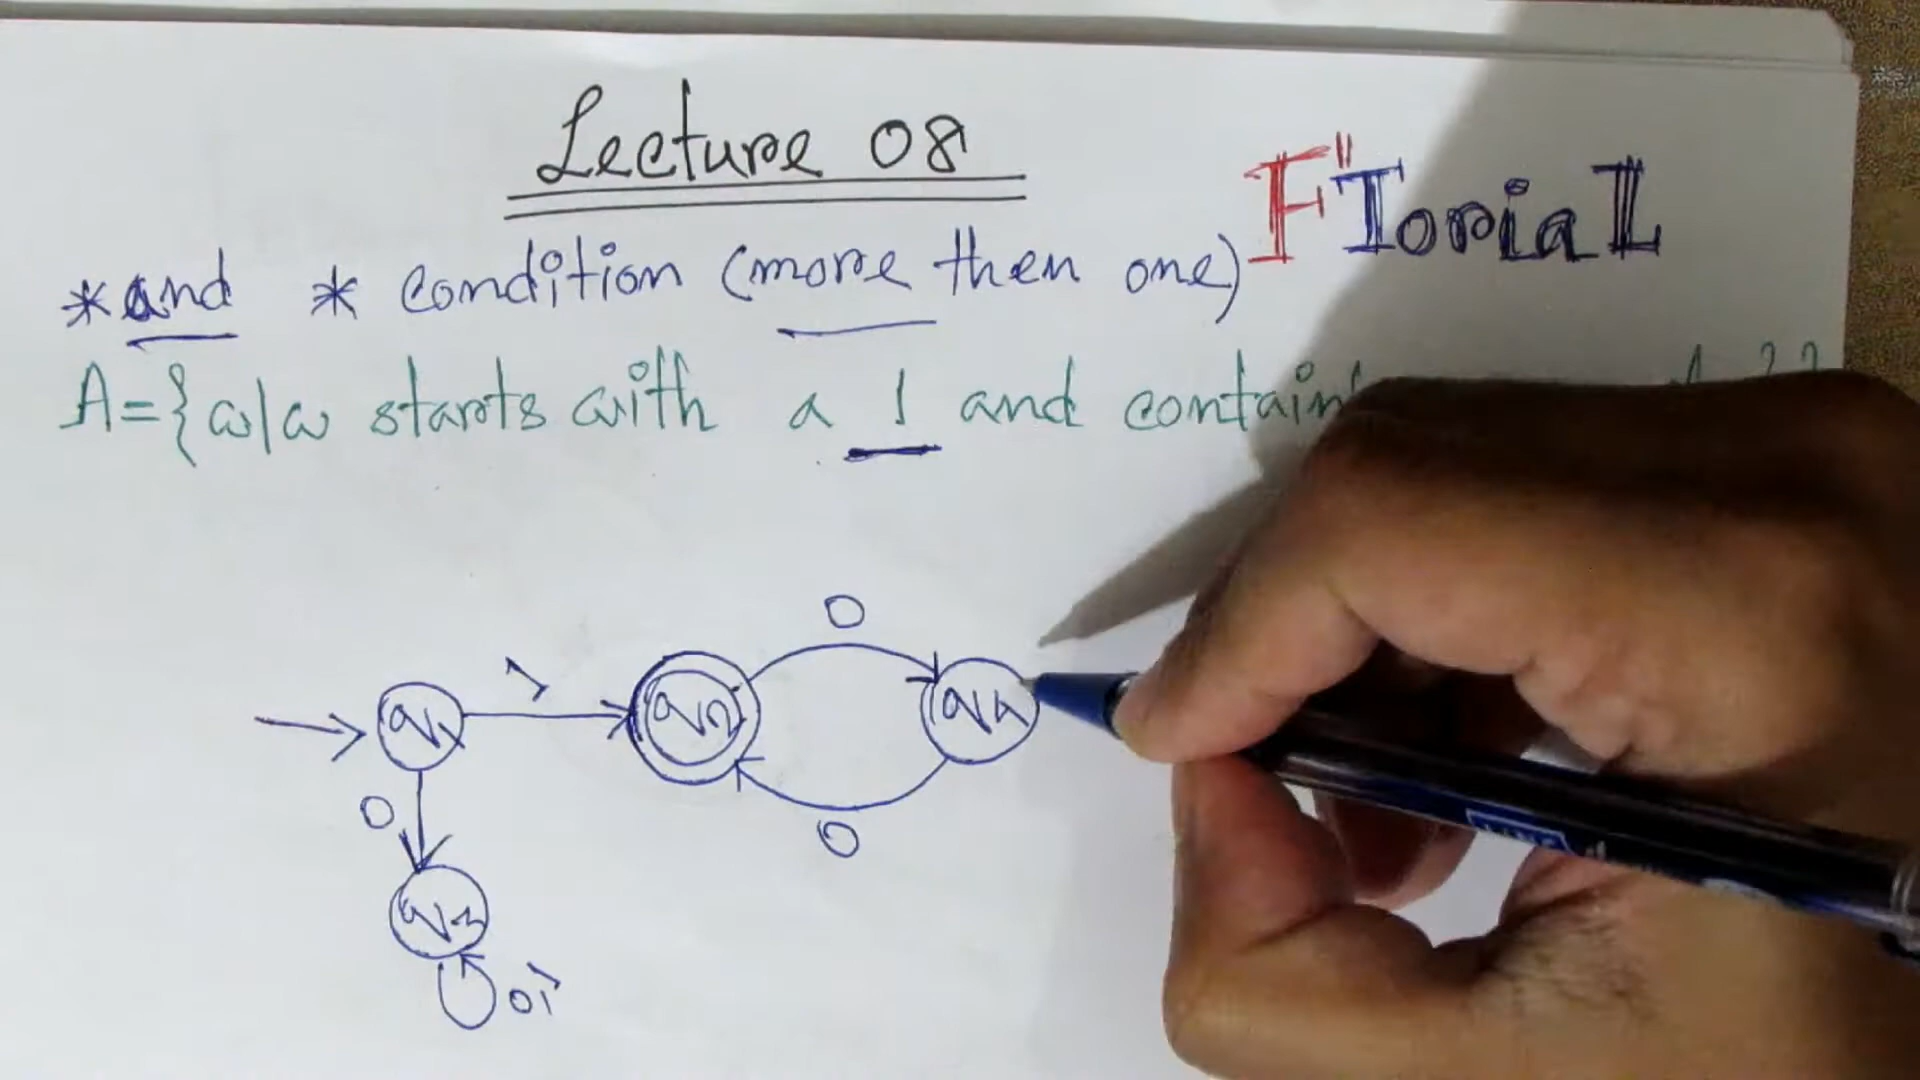 Lecture 08
F"TorialL
*and * condition (more then one)
A={w/w starts with a 1 and contain
0
1
q1 q2 q4
0
0
q3
0,1